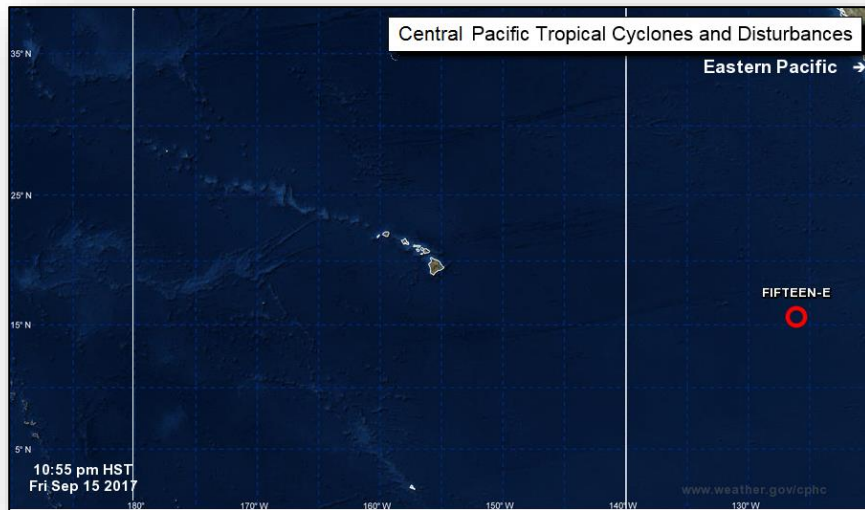 Central Pacific Tropical Cyclones and Disturbances
35° N
Eastern Pacific →
25° N
FIFTEEN-E
15° N
5° N
10:55 pm HST
Fri Sep 15 2017
www.weather.gov/cphc
180°
170° W
160° W
150° W
140° W
130° W